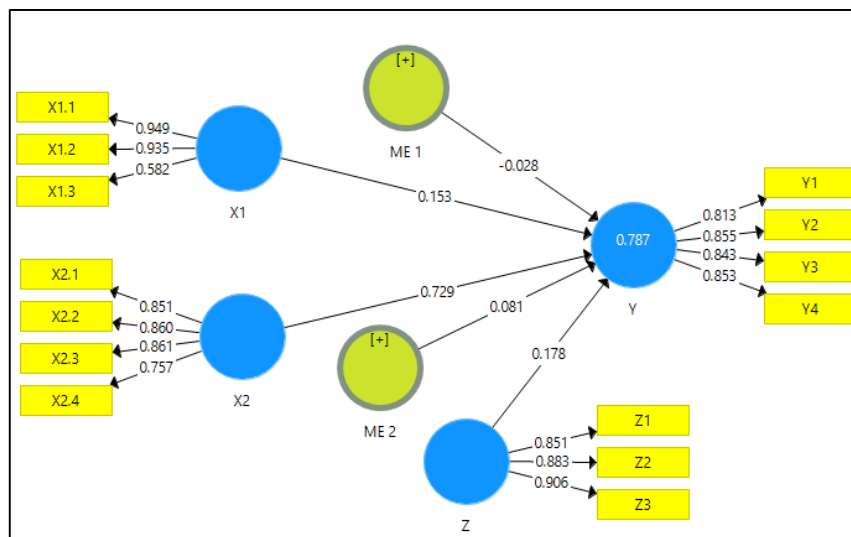 [+]
ME 1
X1.1
X1.2
X1.3
0.949
0.935
0.582
X1
-0.028
0.153
Y1
Y2
Y3
Y4
0.813
0.855
0.843
0.853
0.787
Y
X2.1
X2.2
X2.3
X2.4
0.851
0.860
0.861
0.757
X2
0.729
0.081
[+]
ME 2
0.178
Z1
Z2
Z3
0.851
0.883
0.906
Z